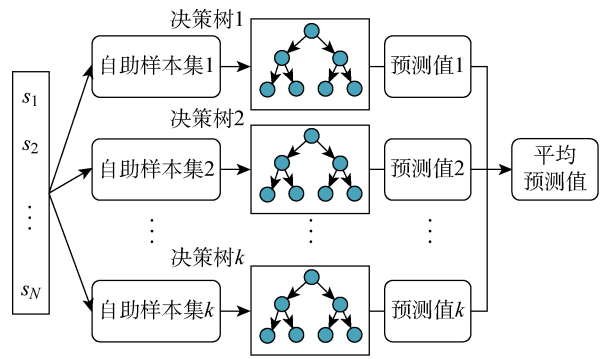 决策树1
自助样本集1
预测值1
s1
s2
⋮
sN
决策树2
自助样本集2
预测值2
平均
预测值
⋮
⋮
⋮
决策树k
自助样本集k
预测值k